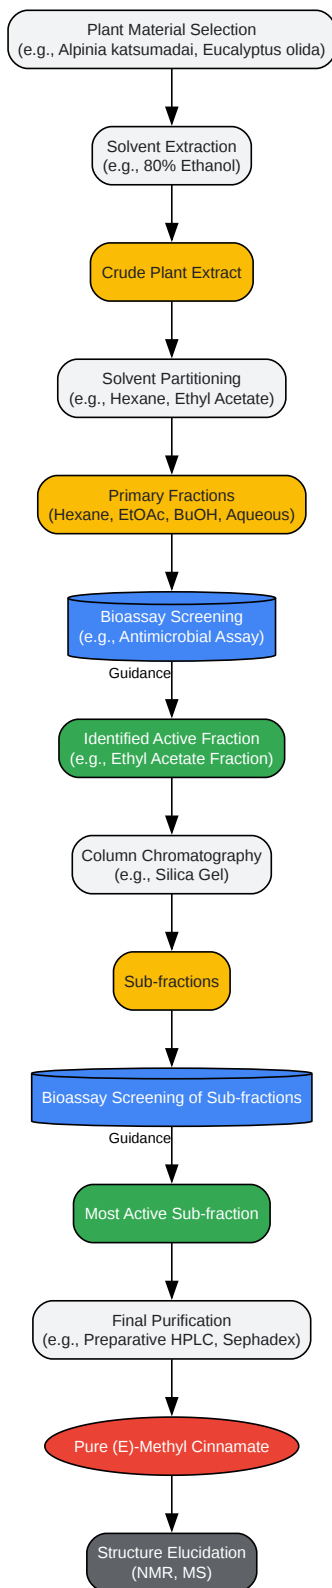 Plant Material Selection
(e.g., Alpinia katsumadai, Eucalyptus olida)
Solvent Extraction
(e.g., 80% Ethanol)
Crude Plant Extract
Solvent Partitioning
(e.g., Hexane, Ethyl Acetate)
Primary Fractions
(Hexane, EtOAc, BuOH, Aqueous)
Bioassay Screening
(e.g., Antimicrobial Assay)
Guidance
Identified Active Fraction
(e.g., Ethyl Acetate Fraction)
Column Chromatography
(e.g., Silica Gel)
Sub-fractions
Bioassay Screening of Sub-fractions
Guidance
Most Active Sub-fraction
Final Purification
(e.g., Preparative HPLC, Sephadex)
Pure (E)-Methyl Cinnamate
Structure Elucidation
(NMR, MS)